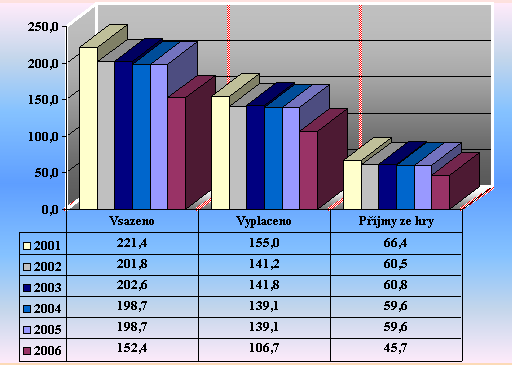 250,0
200,0
150,0
100,0
50,0
0,0
Vsazeno Vyplaceno Příjmy ze hry
2001 221,4 155,0 66,4
2002 201,8 141,2 60,5
2003 202,6 141,8 60,8
2004 198,7 139,1 59,6
2005 198,7 139,1 59,6
2006 152,4 106,7 45,7